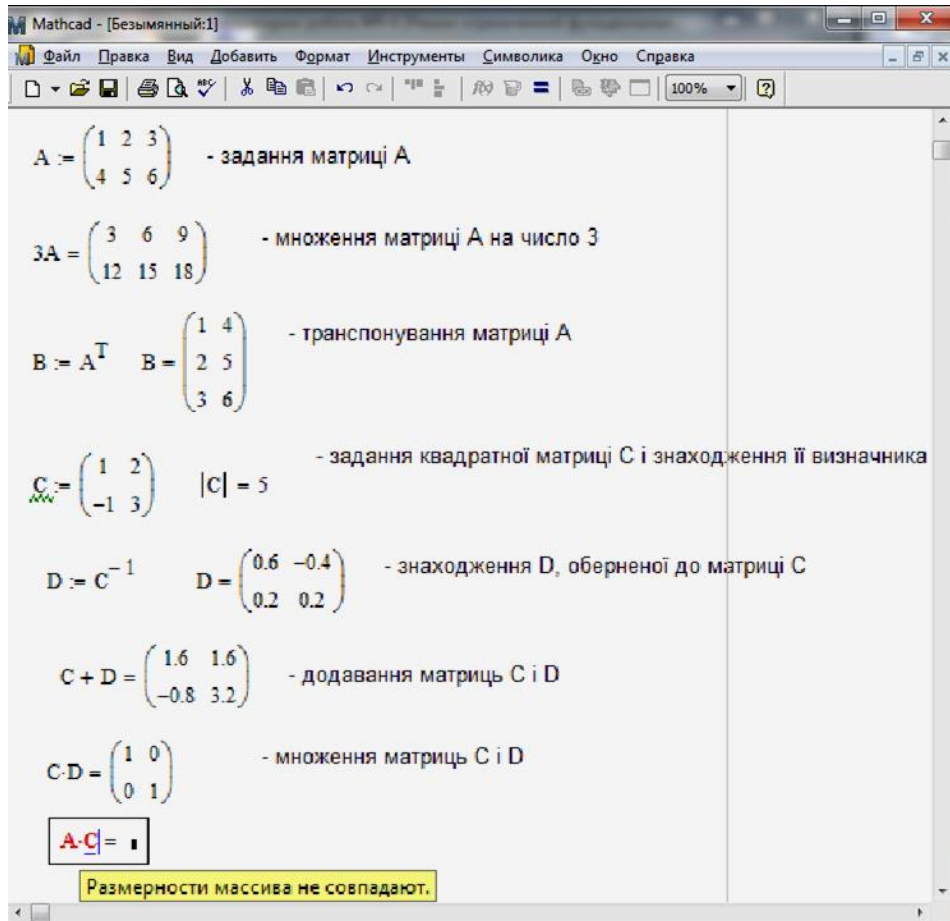 Mathcad - [Безымянный:1]
Файл Правка Вид Добавить Формат Инструменты Символика Окно Справка
100%
A := (1 2 3
4 5 6) - задання матриці А
3A = (3 6 9
12 15 18) - множення матриці А на число 3
B := A^T B = (1 4
2 5
3 6) - транспонування матриці А
C := (1 2
-1 3) |C| = 5 - задання квадратної матриці С і знаходження її визначника
D := C^-1 D = (0.6 -0.4
0.2 0.2) - знаходження D, оберненої до матриці С
C + D = (1.6 1.6
-0.8 3.2) - додавання матриць С і D
C·D = (1 0
0 1) - множення матриць С і D
A·C =
Размерности массива не совпадают.